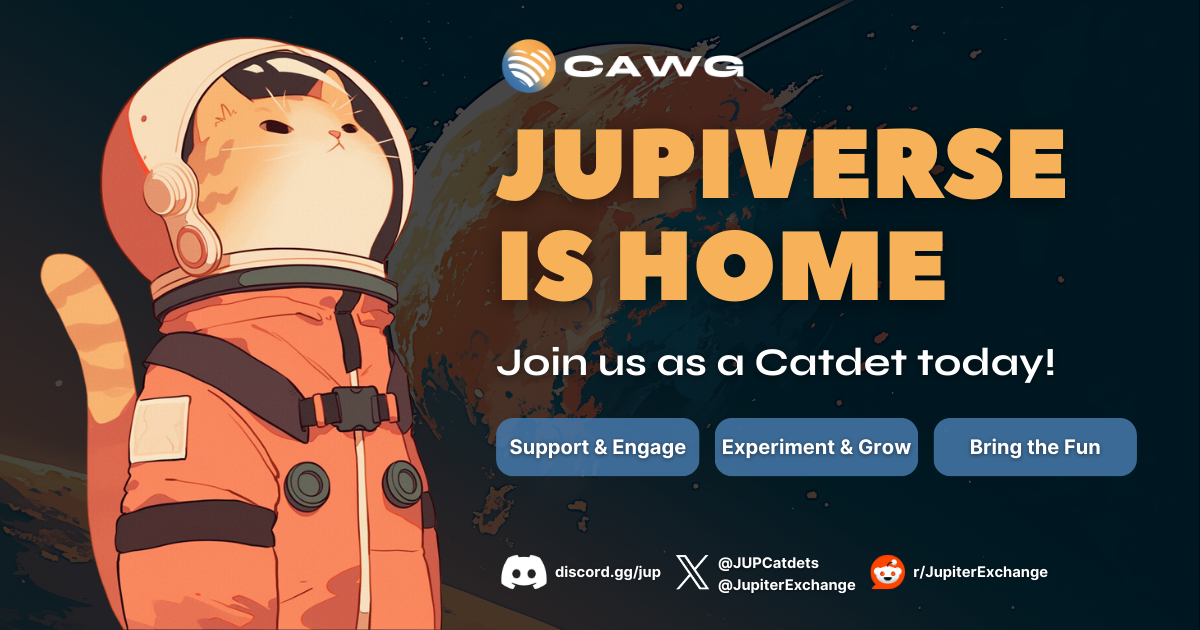 CAWG
JUPIVERSE
IS HOME
Join us as a Catdet today!
Support & Engage
Experiment & Grow
Bring the Fun
discord.gg/jup
@JUPCatdets
@JupiterExchange
r/JupiterExchange